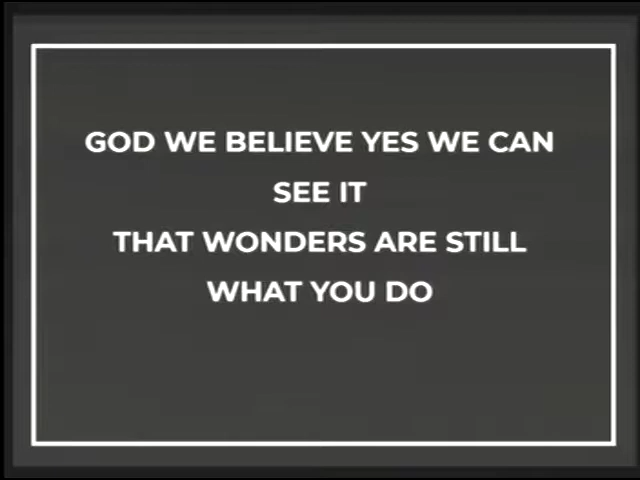 GOD WE BELIEVE YES WE CAN
SEE IT
THAT WONDERS ARE STILL
WHAT YOU DO